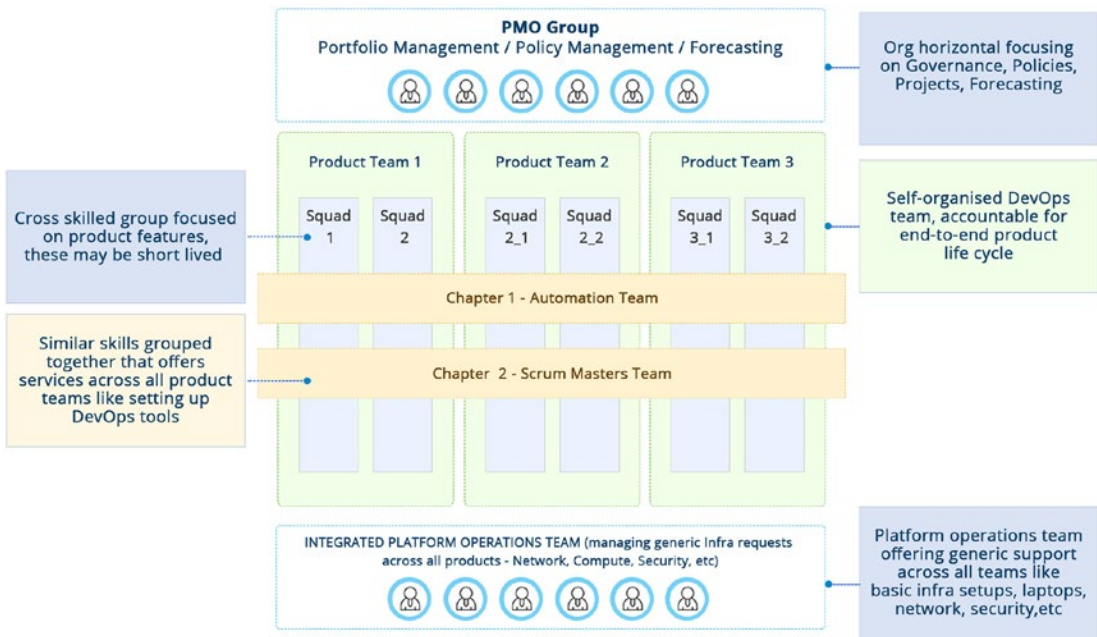 PMO Group
Portfolio Management / Policy Management / Forecasting
Org horizontal focusing
on Governance, Policies,
Projects, Forecasting
Product Team 1
Product Team 2
Product Team 3
Cross skilled group focused
on product features,
these may be short lived
Squad
1
Squad
2
Squad
2_1
Squad
2_2
Squad
3_1
Squad
3_2
Self-organised DevOps
team, accountable for
end-to-end product
life cycle
Chapter 1 - Automation Team
Similar skills grouped
together that offers
services across all product
teams like setting up
DevOps tools
Chapter  2 - Scrum Masters Team
INTEGRATED PLATFORM OPERATIONS TEAM (managing generic Infra requests
across all products - Network, Compute, Security, etc)
Platform operations team
offering generic support
across all teams like
basic infra setups, laptops,
network, security,etc